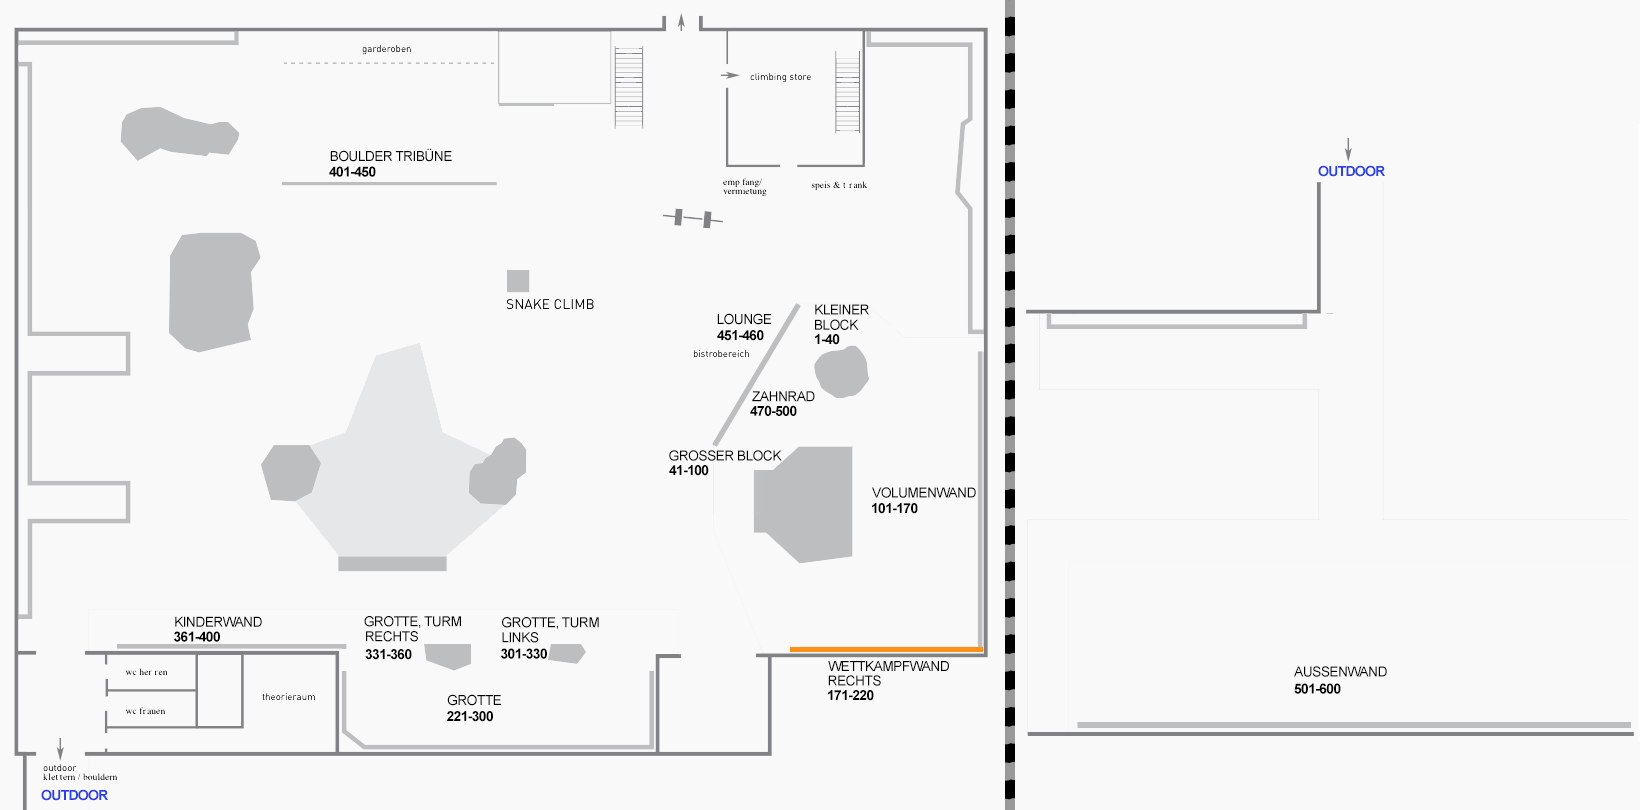 garderoben
climbing store
BOULDER TRIBÜNE
401-450
emp fang/
vermietung
speis & t rank
OUTDOOR
SNAKE CLIMB
LOUNGE
451-460
bistrobereich
KLEINER
BLOCK
1-40
ZAHNRAD
470-500
GROSSER BLOCK
41-100
VOLUMENWAND
101-170
KINDERWAND
361-400
GROTTE, TURM
RECHTS
331-360
GROTTE, TURM
LINKS
301-330
WETTKAMPFWAND
RECHTS
171-220
wc her ren
wc frauen
theorieraum
GROTTE
221-300
AUSSENWAND
501-600
outdoor
klettern / bouldern
OUTDOOR